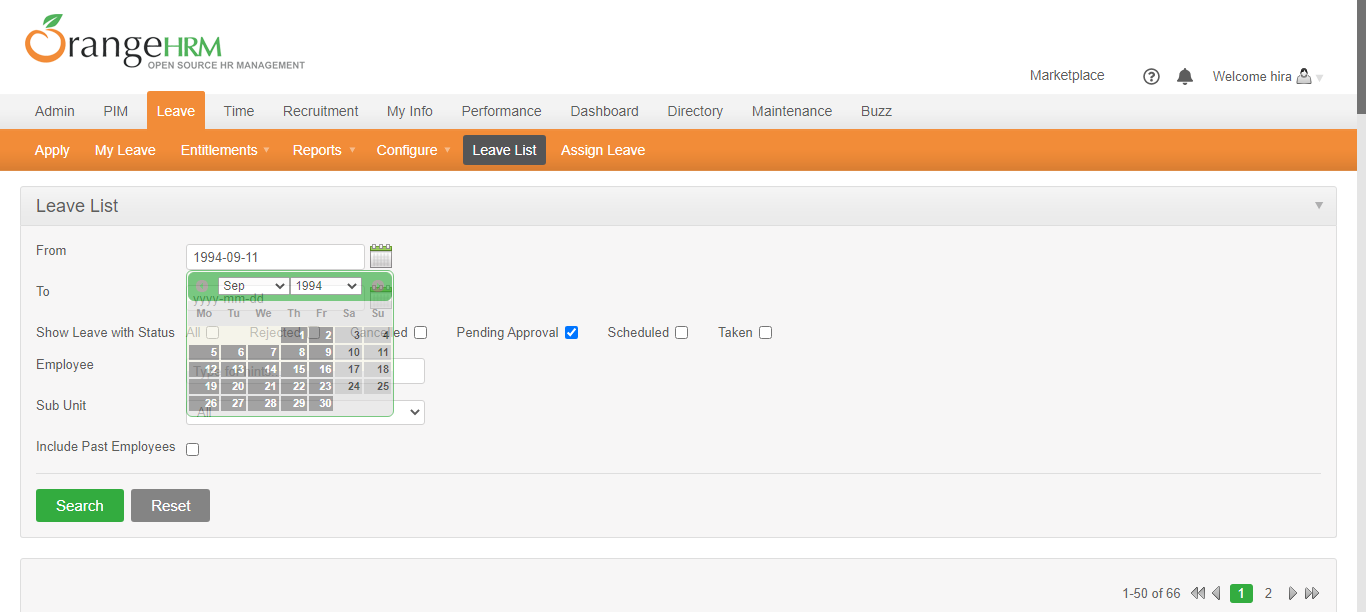 OrangeHRM
OPEN SOURCE HR MANAGEMENT
Marketplace ? Welcome hira
Admin PIM Leave Time Recruitment My Info Performance Dashboard Directory Maintenance Buzz
Apply My Leave Entitlements Reports Configure Leave List Assign Leave
Leave List
From 1994-09-11
Sep 1994
To yyyy-mm-dd
Mo Tu We Th Fr Sa Su
Show Leave with Status All Rejected Cancelled Pending Approval Scheduled Taken
1 2 3 4
5 6 7 8 9 10 11
Employee
12 13 14 15 16 17 18
19 20 21 22 23 24 25
Sub Unit All
26 27 28 29 30
Include Past Employees
Search Reset
1-50 of 66 1 2